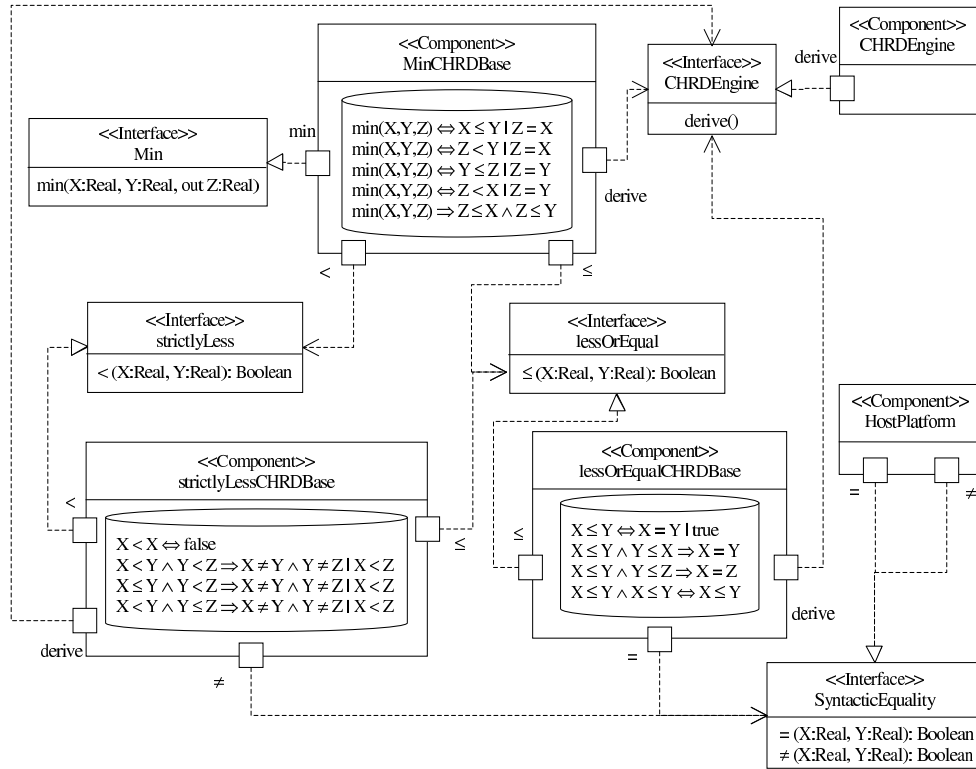 <<Component>>
MinCHRDBase
min(X,Y,Z) ⇔ X ≤ Y | Z = X
min(X,Y,Z) ⇔ Z < Y | Z = X
min(X,Y,Z) ⇔ Y ≤ Z | Z = Y
min(X,Y,Z) ⇔ Z < X | Z = Y
min(X,Y,Z) ⇒ Z ≤ X ∧ Z ≤ Y
min
derive
<
≤
<<Interface>>
CHRDEngine
derive()
<<Component>>
CHRDEngine
derive
<<Interface>>
Min
min(X:Real, Y:Real, out Z:Real)
<<Interface>>
strictlyLess
< (X:Real, Y:Real): Boolean
<<Interface>>
lessOrEqual
≤ (X:Real, Y:Real): Boolean
<<Component>>
HostPlatform
=
≠
<<Component>>
strictlyLessCHRDBase
<
X < X ⇔ false
X < Y ∧ Y < Z ⇒ X ≠ Y ∧ Y ≠ Z | X < Z
X ≤ Y ∧ Y < Z ⇒ X ≠ Y ∧ Y ≠ Z | X < Z
X < Y ∧ Y ≤ Z ⇒ X ≠ Y ∧ Y ≠ Z | X < Z
≤
derive
≠
<<Component>>
lessOrEqualCHRDBase
≤
X ≤ Y ⇔ X = Y | true
X ≤ Y ∧ Y ≤ X ⇒ X = Y
X ≤ Y ∧ Y ≤ Z ⇒ X = Z
X ≤ Y ∧ X ≤ Y ⇔ X ≤ Y
derive
=
<<Interface>>
SyntacticEquality
= (X:Real, Y:Real): Boolean
≠ (X:Real, Y:Real): Boolean